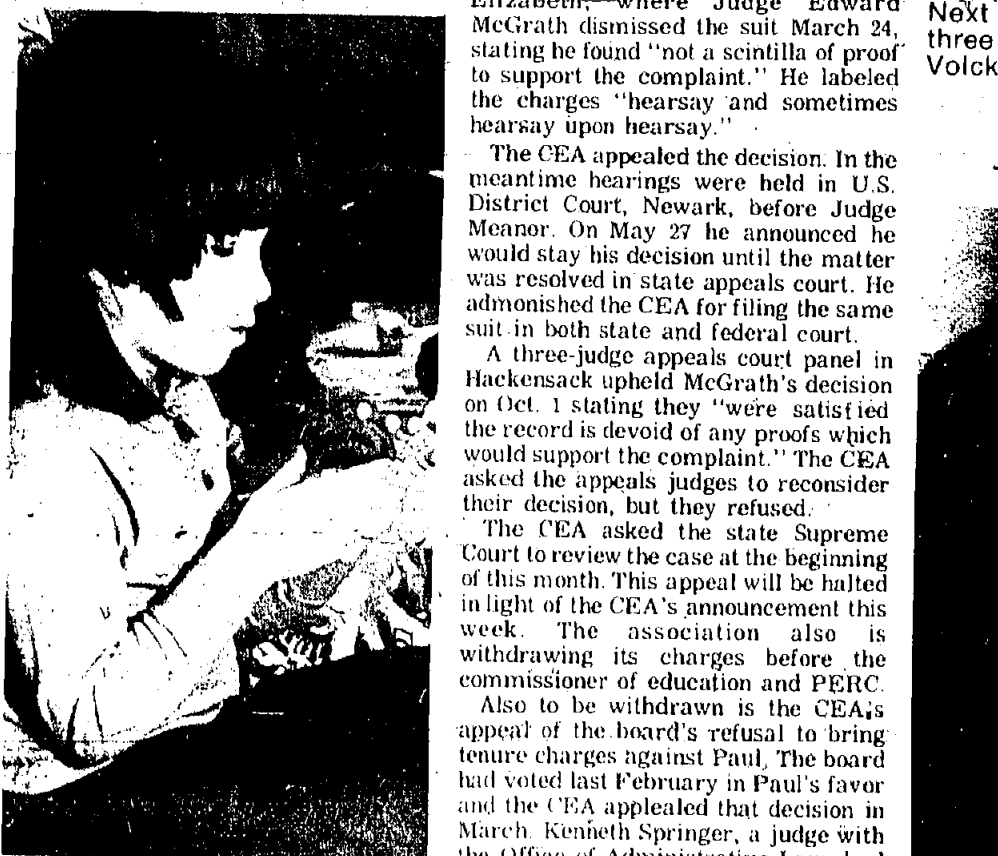 Elizabeth, where Judge Edward
McGrath dismissed the suit March 24,
stating he found "not a scintilla of proof
to support the complaint." He labeled
the charges "hearsay and sometimes
hearsay upon hearsay."
The CEA appealed the decision. In the
meantime hearings were held in U.S.
District Court, Newark, before Judge
Meanor. On May 27 he announced he
would stay his decision until the matter
was resolved in state appeals court. He
admonished the CEA for filing the same
suit in both state and federal court.
A three-judge appeals court panel in
Hackensack upheld McGrath's decision
on Oct. 1 stating they "were satisfied
the record is devoid of any proofs which
would support the complaint." The CEA
asked the appeals judges to reconsider
their decision, but they refused.
The CEA asked the state Supreme
Court to review the case at the beginning
of this month. This appeal will be halted
in light of the CEA's announcement this
week. The association also is
withdrawing its charges before the
commissioner of education and PERC.
Also to be withdrawn is the CEA's
appeal of the board's refusal to bring
tenure charges against Paul. The board
had voted last February in Paul's favor
and the CEA applealed that decision in
March. Kenneth Springer, a judge with
the Office of Administrative Law, had
Next
three
Volck